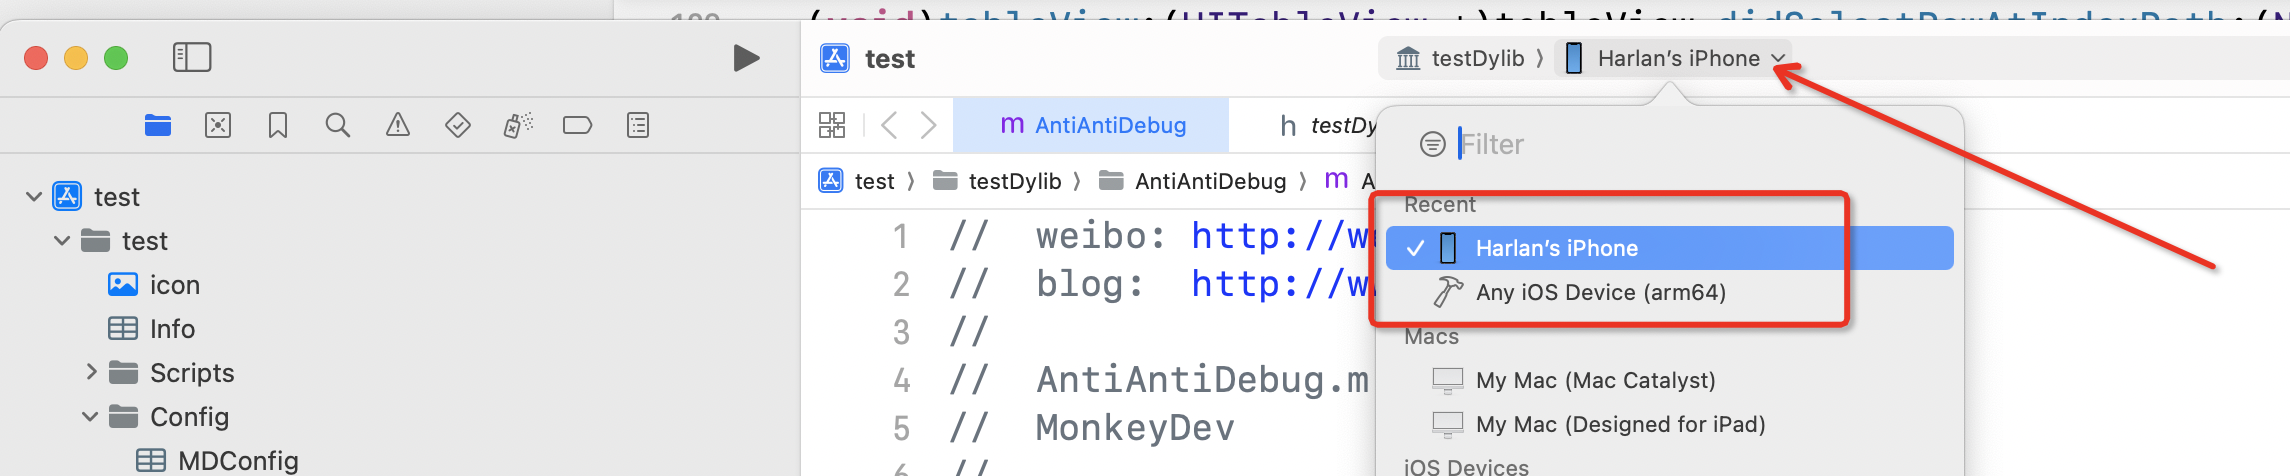 test
testDylib 〉 Harlan’s iPhone
m AntiAntiDebug
h
Filter
test 〉 testDylib 〉 AntiAntiDebug 〉 m
Recent
Harlan’s iPhone
Any iOS Device (arm64)
Macs
My Mac (Mac Catalyst)
My Mac (Designed for iPad)
iOS Devices
test
test
icon
Info
Scripts
Config
MDConfig
1 // weibo: http://w
2 // blog: http://w
3 //
4 // AntiAntiDebug.m
5 // MonkeyDev